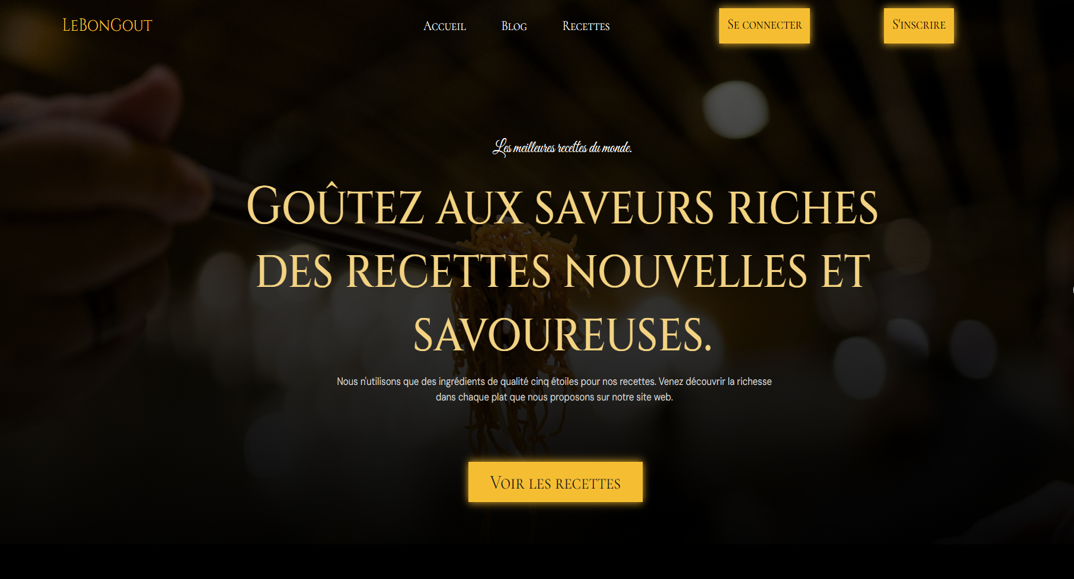 LeBonGout
Accueil Blog Recettes Se connecter S'inscrire
Les meilleures recettes du monde.
Goûtez aux saveurs riches
des recettes nouvelles et
savoureuses.
Nous n'utilisons que des ingrédients de qualité cinq étoiles pour nos recettes. Venez découvrir la richesse
dans chaque plat que nous proposons sur notre site web.
Voir les recettes